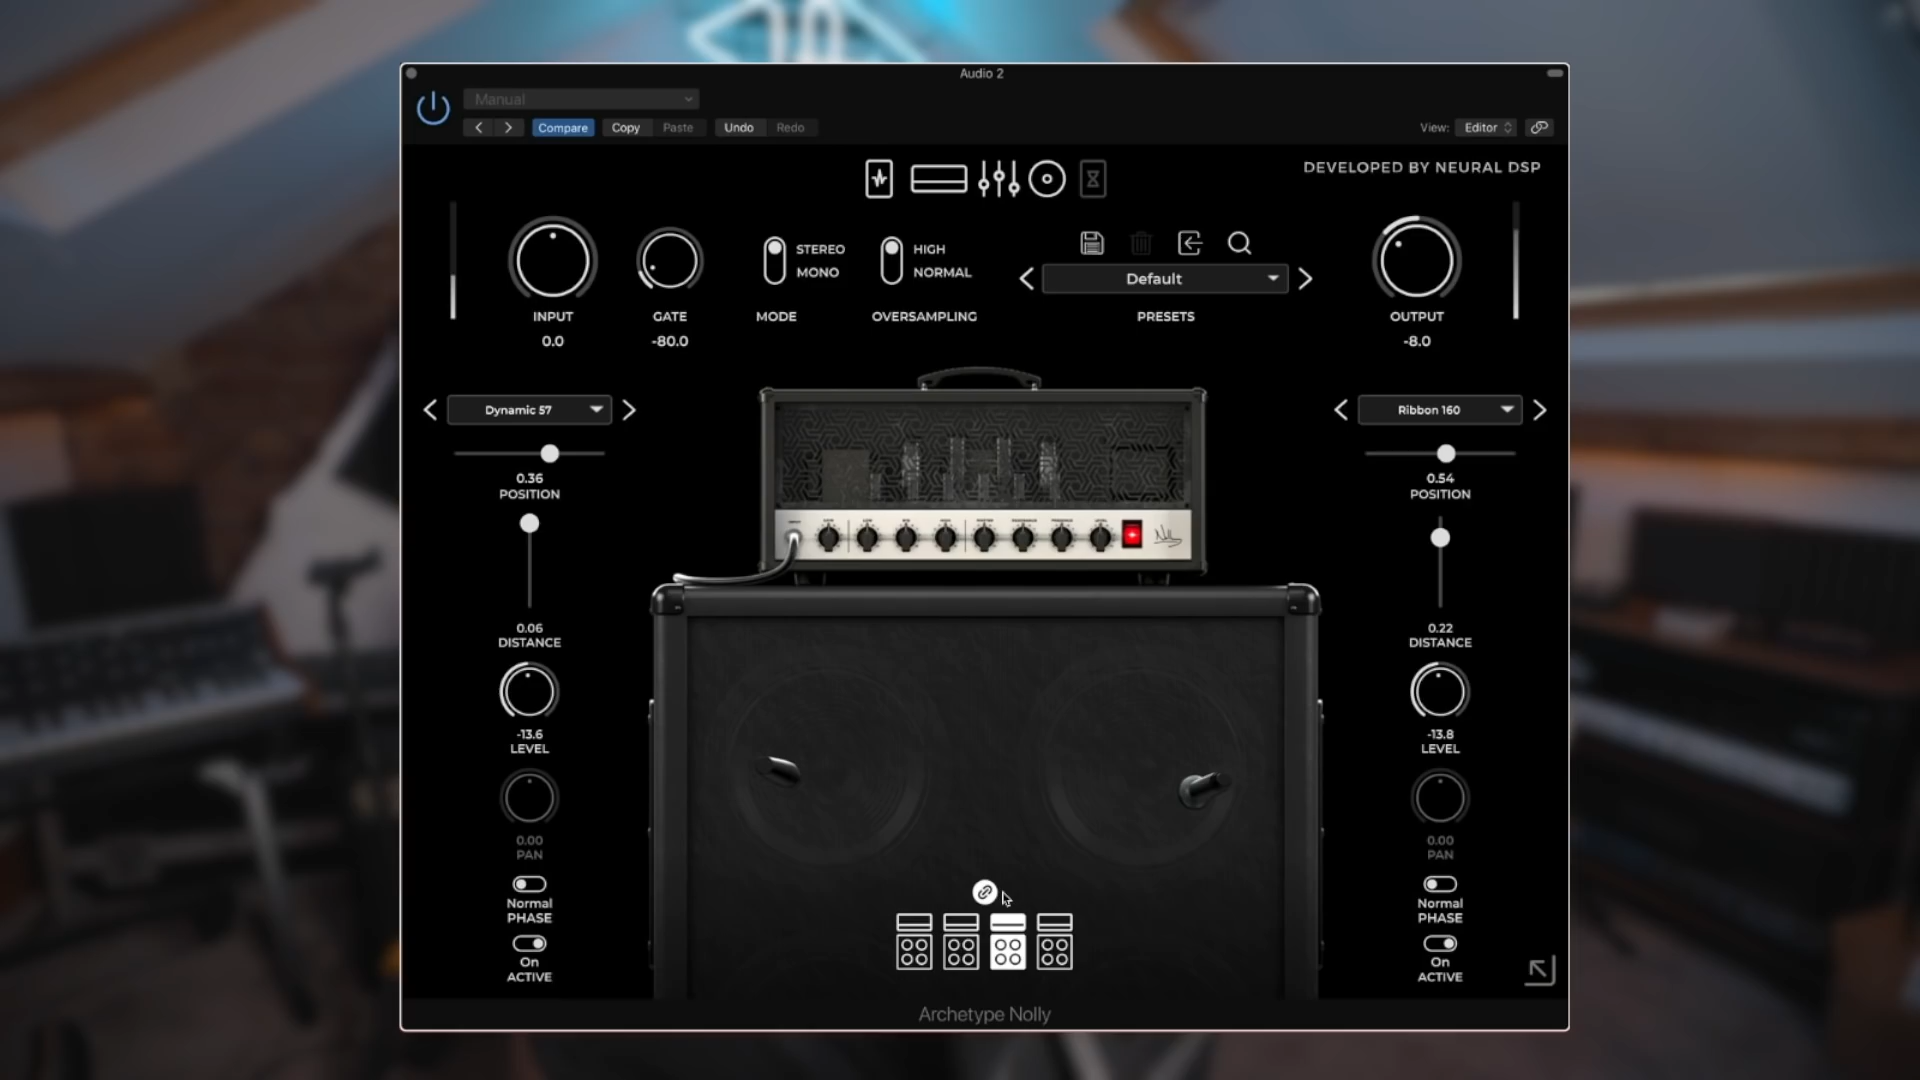 Audio 2
Manual
Compare
Copy
Paste
Undo
Redo
View:
Editor
DEVELOPED BY NEURAL DSP
STEREO
MONO
MODE
HIGH
NORMAL
OVERSAMPLING
Default
PRESETS
INPUT
0.0
GATE
-80.0
OUTPUT
-8.0
Dynamic 57
0.36
POSITION
0.06
DISTANCE
-13.6
LEVEL
0.00
PAN
Normal
PHASE
On
ACTIVE
Nolly
Ribbon 160
0.54
POSITION
0.22
DISTANCE
-13.8
LEVEL
0.00
PAN
Normal
PHASE
On
ACTIVE
Archetype Nolly